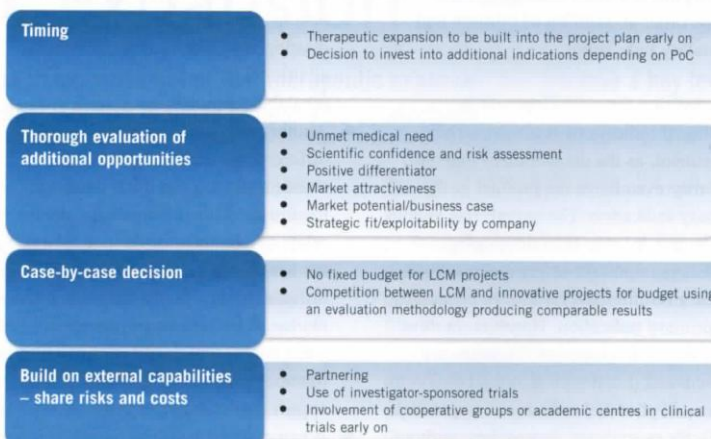 Timing
• Therapeutic expansion to be built into the project plan early on
• Decision to invest into additional indications depending on PoC
Thorough evaluation of
additional opportunities
• Unmet medical need
• Scientific confidence and risk assessment
• Positive differentiator
• Market attractiveness
• Market potential/business case
• Strategic fit/exploitability by company
Case-by-case decision
• No fixed budget for LCM projects
• Competition between LCM and innovative projects for budget using
an evaluation methodology producing comparable results
Build on external capabilities
– share risks and costs
• Partnering
• Use of investigator-sponsored trials
• Involvement of cooperative groups or academic centres in clinical
trials early on